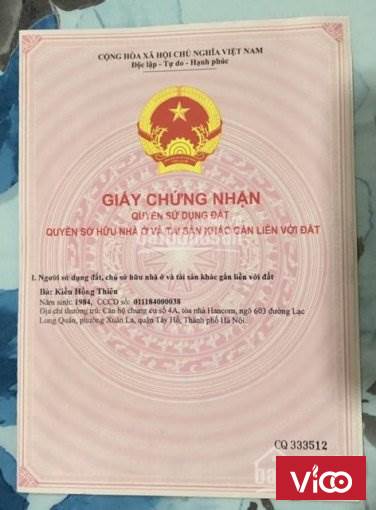 CỘNG HÒA XÃ HỘI CHỦ NGHĨA VIỆT NAM
Độc lập - Tự do - Hạnh phúc
GIẤY CHỨNG NHẬN
QUYỀN SỬ DỤNG ĐẤT
QUYỀN SỞ HỮU NHÀ Ở VÀ TÀI SẢN KHÁC GẮN LIỀN VỚI ĐẤT
I. Người sử dụng đất, chủ sở hữu nhà ở và tài sản khác gắn liền với đất
Bà: Kiều Hồng Thiên
Năm sinh: 1984, CCCD số: 011184000038
Địa chỉ thường trú: Căn hộ chung cư số 4A, tòa nhà Hancom, ngõ 603 đường Lạc
Long Quân, phường Xuân La, quận Tây Hồ, Thành phố Hà Nội.
CQ 333512
vico